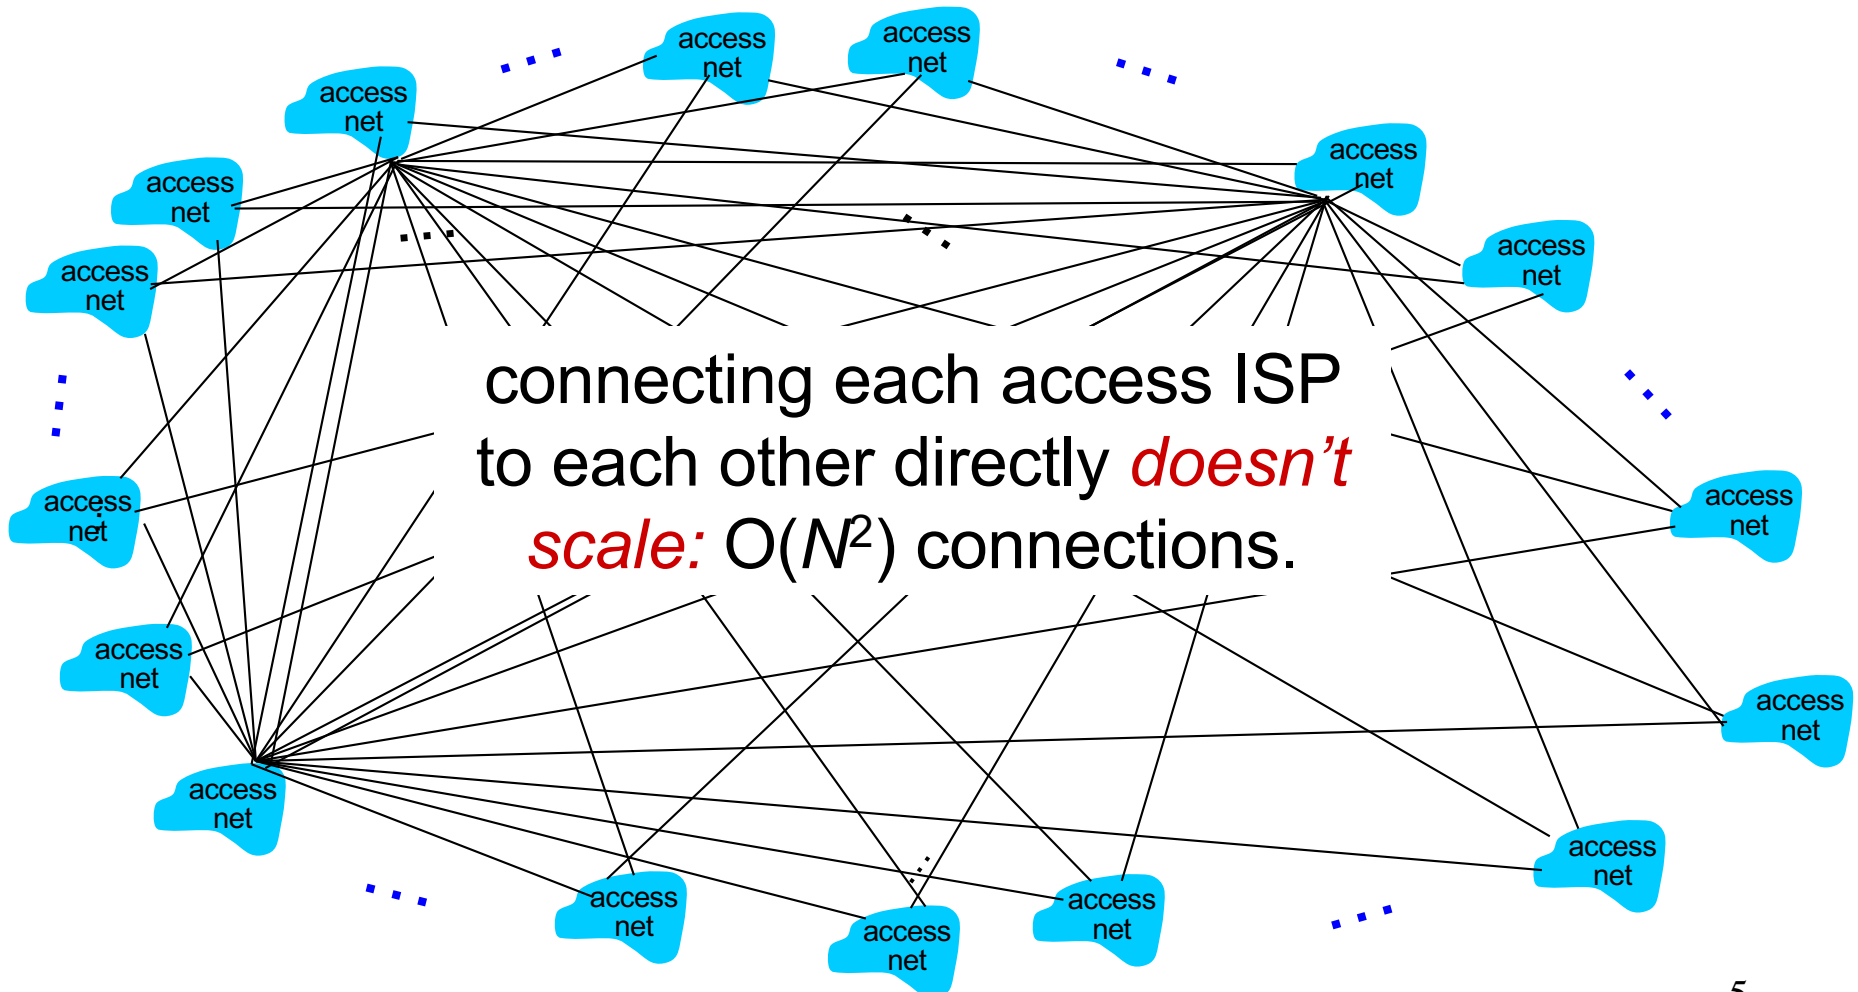 access
net
access
net
access
net
access
net
access
net
access
net
access
net
access
net
connecting each access ISP
to each other directly doesn’t
scale: O(N²) connections.
access
net
access
net
access
net
access
net
access
net
access
net
access
net
access
net
5